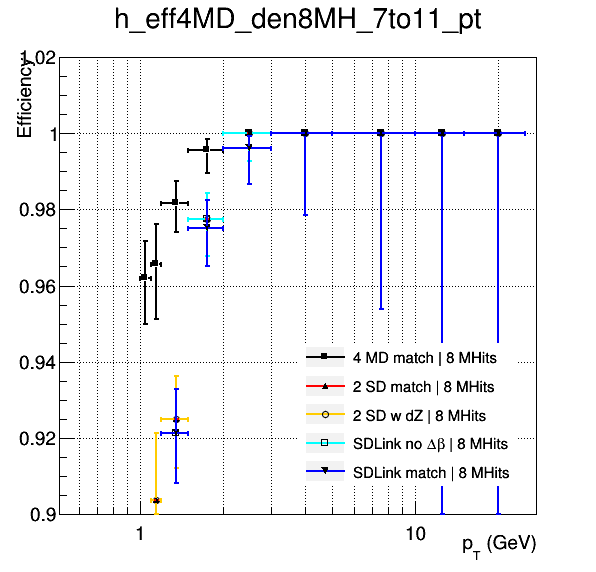 h_eff4MD_den8MH_7to11_pt
Efficiency
1.02
1
0.98
0.96
0.94
0.92
0.9
4 MD match | 8 MHits
2 SD match | 8 MHits
2 SD w dZ | 8 MHits
SDLink no Δβ | 8 MHits
SDLink match | 8 MHits
1
10
p_T (GeV)